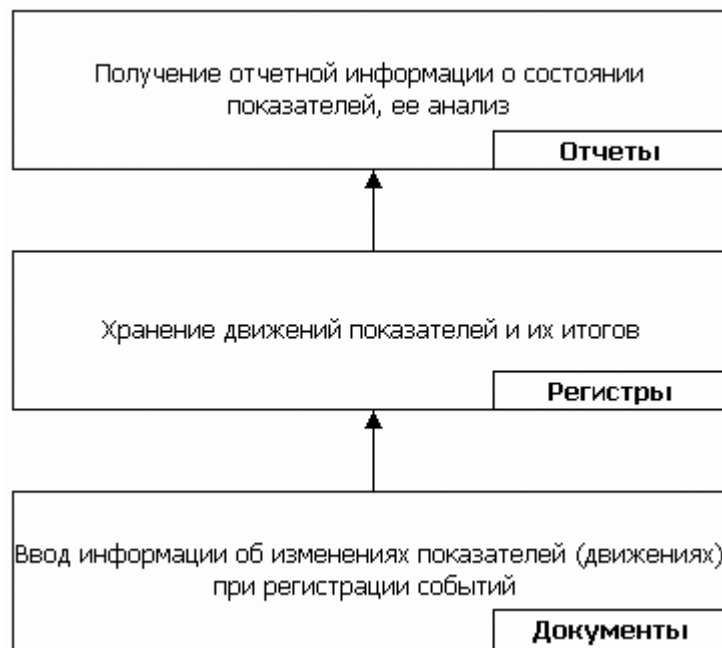 Получение отчетной информации о состоянии
показателей, ее анализ
Отчеты
Хранение движений показателей и их итогов
Регистры
Ввод информации об изменениях показателей (движениях)
при регистрации событий
Документы